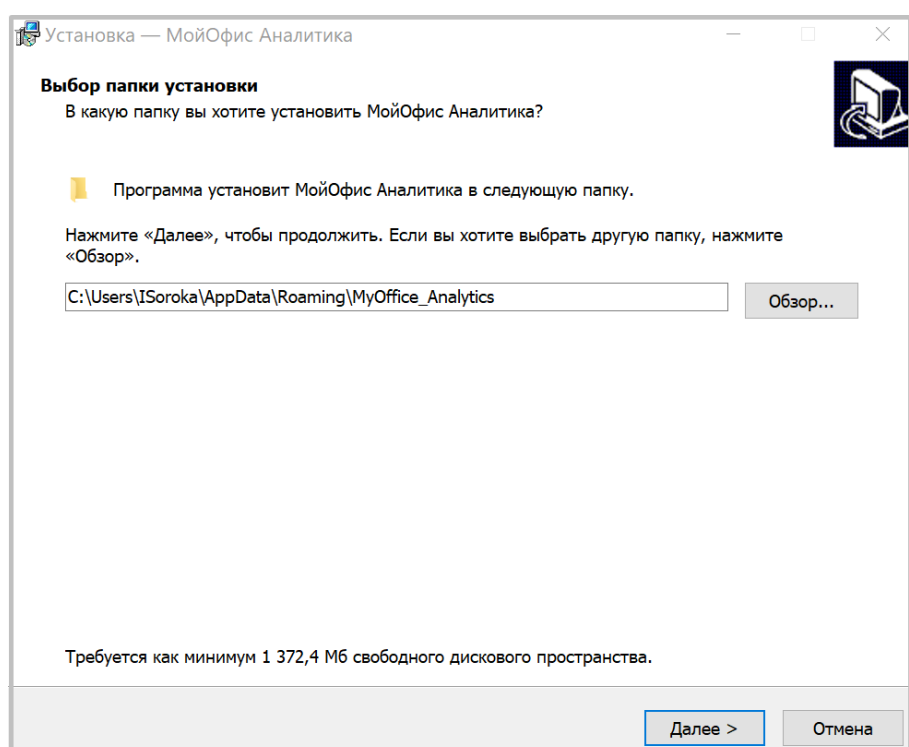 Установка — МойОфис Аналитика
Выбор папки установки
В какую папку вы хотите установить МойОфис Аналитика?
Программа установит МойОфис Аналитика в следующую папку.
Нажмите «Далее», чтобы продолжить. Если вы хотите выбрать другую папку, нажмите
«Обзор».
C:\Users\ISoroka\AppData\Roaming\MyOffice_Analytics
Обзор...
Требуется как минимум 1 372,4 Мб свободного дискового пространства.
Далее >
Отмена